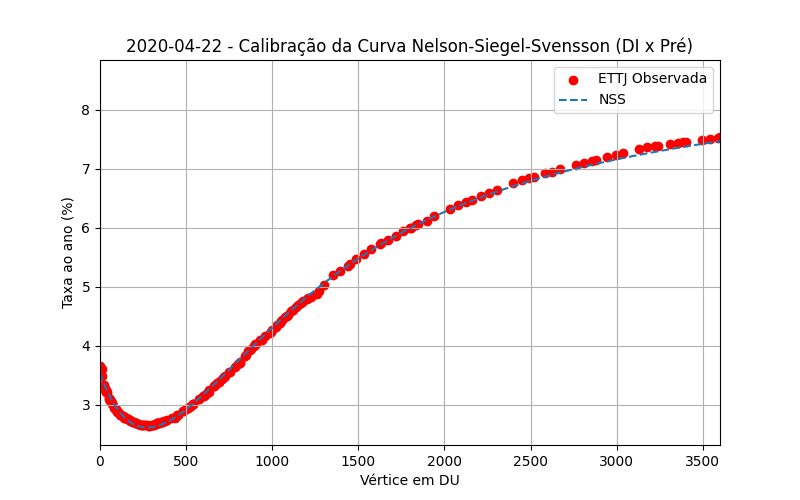 2020-04-22 - Calibração da Curva Nelson-Siegel-Svensson (DI x Pré)
ETTJ Observada
NSS
Taxa ao ano (%)
8
7
6
5
4
3
0 500 1000 1500 2000 2500 3000 3500
Vértice em DU